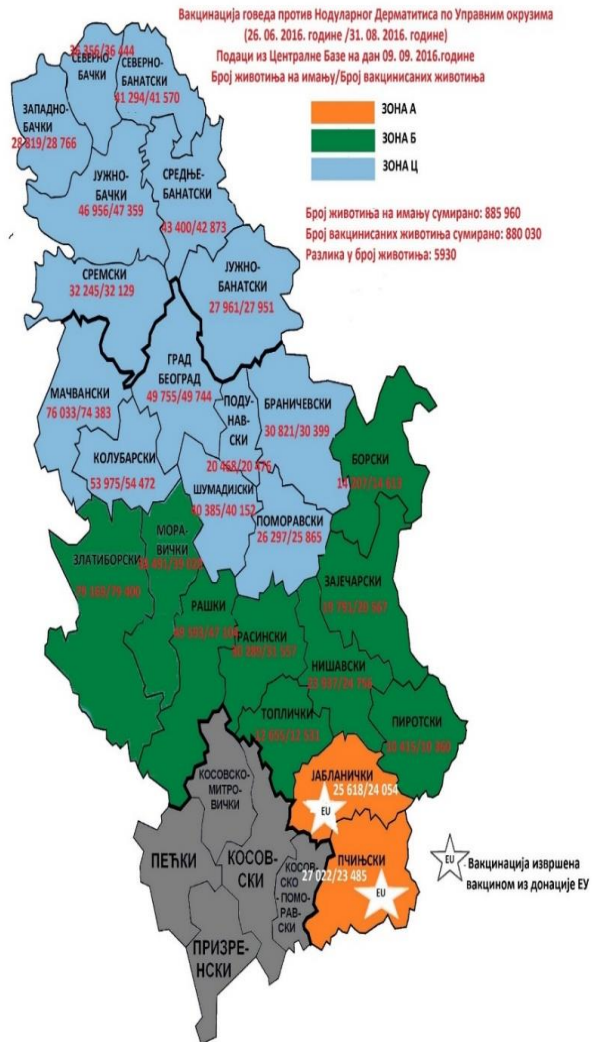 Вакцинација говеда против Нодуларног Дерматитиса по Управним окрузима
(26. 06. 2016. године /31. 08. 2016. године)
Подаци из Централне Базе на дан 09. 09. 2016.године
Број животиња на имању/Број вакцинисаних животиња
ЗОНА А
ЗОНА Б
ЗОНА Ц
Број животиња на имању сумирано: 885 960
Број вакцинисаних животиња сумирано: 880 030
Разлика у број животиња: 5930
СЕВЕРНО-
БАЧКИ
СЕВЕРНО-
БАНАТСКИ
41 294/41 570
ЗАПАДНО-
БАЧКИ
28 819/28 766
ЈУЖНО-
БАЧКИ
46 956/47 359
СРЕДЊЕ-
БАНАТСКИ
43 400/42 873
СРЕМСКИ
32 245/32 129
ЈУЖНО-
БАНАТСКИ
27 961/27 951
МАЧВАНСКИ
76 033/74 383
ГРАД
БЕОГРАД
49 755/49 744
ПОДУ-
НАВ-
СКИ
20 468/20 476
БРАНИЧЕВСКИ
30 821/30 399
КОЛУБАРСКИ
53 975/54 472
ШУМАДИЈСКИ
ПОМОРАВСКИ
26 297/25 865
БОРСКИ
ЗЛАТИБОРСКИ
МОРА-
ВИЧКИ
РАШКИ
РАСИНСКИ
ЗАЈЕЧАРСКИ
НИШАВСКИ
ТОПЛИЧКИ
ПИРОТСКИ
ЈАБЛАНИЧКИ
25 618/24 054
EU
ПЧИЊСКИ
27 022/23 485
EU
КОСОВСКО-
МИТРО-
ВИЧКИ
ПЕЋКИ
КОСОВ-
СКИ
КОСОВ-
СКО
-ПОМО-
РАВ-
СКИ
ПРИЗРЕ-
НСКИ
EU
Вакцинација извршена
вакцином из донације ЕУ